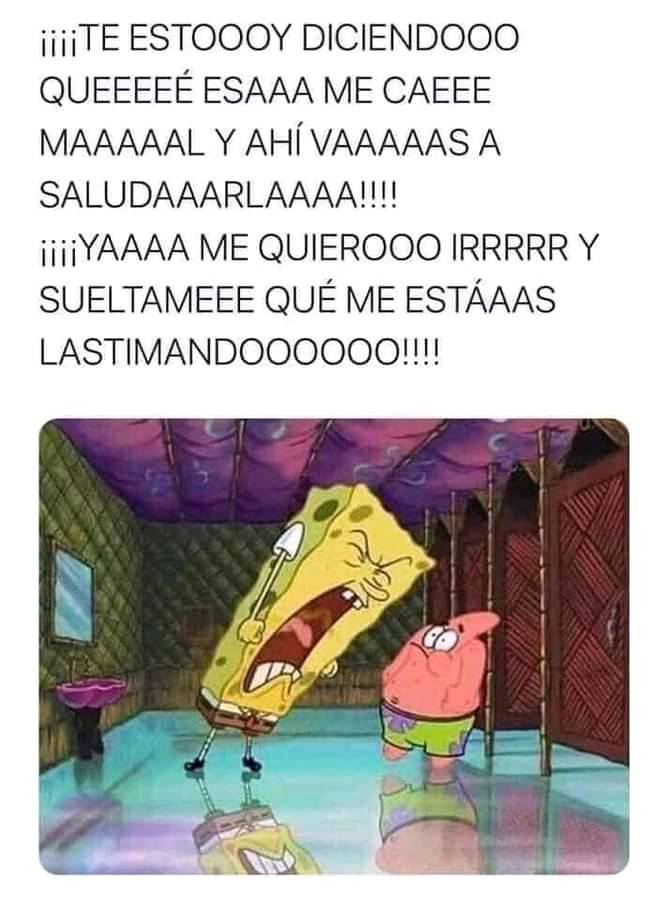 ¡¡¡¡TE ESTOOOY DICIENDOOO
QUEEEEÉ ESAAA ME CAEEE
MAAAAAL Y AHÍ VAAAAAS A
SALUDAAARLAAAA!!!!
¡¡¡¡YAAAA ME QUIEROOO IRRRRR Y
SUELTAMEEE QUÉ ME ESTÁAAS
LASTIMANDOOOOOO!!!!